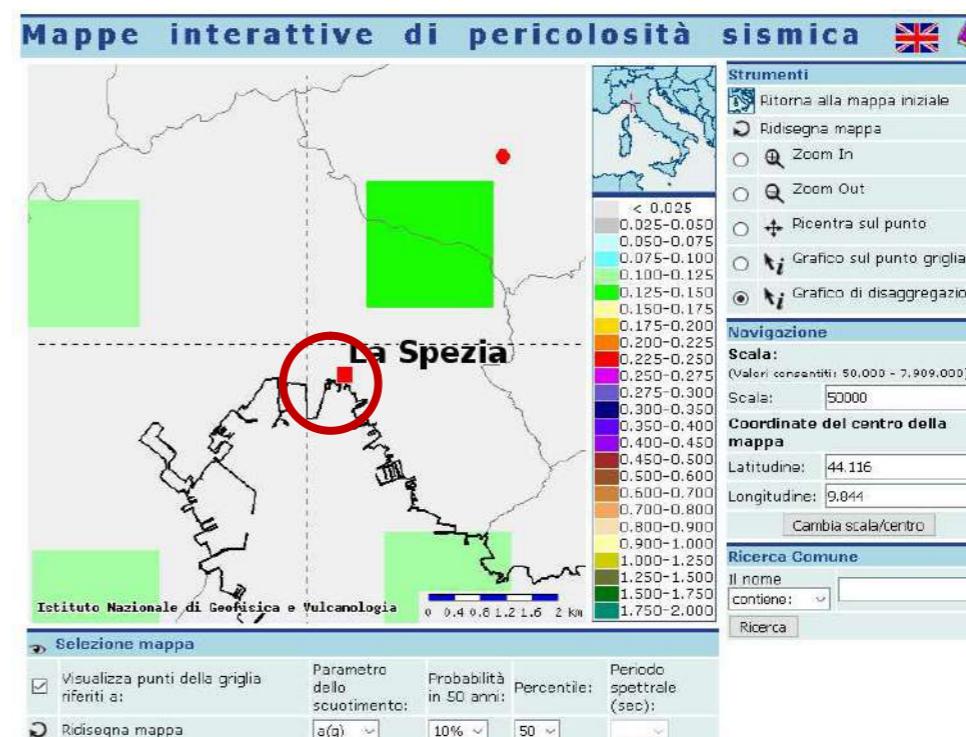 Mappe interattive di pericolosità sismica
La Spezia
Istituto Nazionale di Geofisica e Vulcanologia
0 0.4 0.8 1.2 1.6 2 km
< 0.025
0.025-0.050
0.050-0.075
0.075-0.100
0.100-0.125
0.125-0.150
0.150-0.175
0.175-0.200
0.200-0.225
0.225-0.250
0.250-0.275
0.275-0.300
0.300-0.350
0.350-0.400
0.400-0.450
0.450-0.500
0.500-0.600
0.600-0.700
0.700-0.800
0.800-0.900
0.900-1.000
1.000-1.250
1.250-1.500
1.500-1.750
1.750-2.000
Strumenti
Ritorna alla mappa iniziale
Ridisegna mappa
Zoom In
Zoom Out
Ricentra sul punto
Grafico sul punto griglia
Grafico di disaggregazio
Navigazione
Scala:
(Valori consentiti: 50.000 - 7.909.000)
Scala: 50000
Coordinate del centro della
mappa
Latitudine: 44.116
Longitudine: 9.844
Cambia scala/centro
Ricerca Comune
Il nome
contiene:
Ricerca
Selezione mappa
Visualizza punti della griglia
riferiti a:
Parametro
dello
scuotimento:
Probabilità
in 50 anni:
Percentile:
Periodo
spettrale
(sec):
Ridisegna mappa a(g) 10% 50